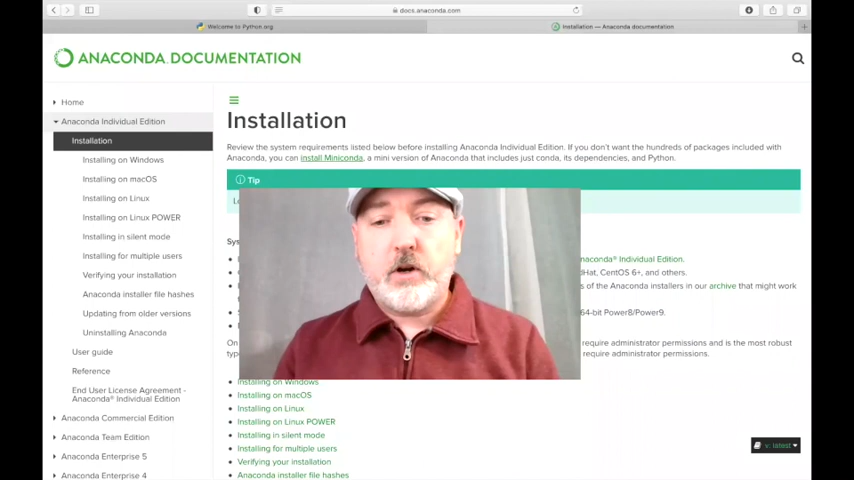 docs.anaconda.com
Welcome to Python.org
Installation — Anaconda documentation
ANACONDA.DOCUMENTATION
Home
Anaconda Individual Edition
Installation
Installing on Windows
Installing on macOS
Installing on Linux
Installing on Linux POWER
Installing in silent mode
Installing for multiple users
Verifying your installation
Anaconda installer file hashes
Updating from older versions
Uninstalling Anaconda
User guide
Reference
End User License Agreement -
Anaconda® Individual Edition
Anaconda Commercial Edition
Anaconda Team Edition
Anaconda Enterprise 5
Anaconda Enterprise 4
Installation
Review the system requirements listed below before installing Anaconda Individual Edition. If you don't want the hundreds of packages included with
Anaconda, you can install Miniconda, a mini version of Anaconda that includes just conda, its dependencies, and Python.
Tip
naconda® Individual Edition.
dHat, CentOS 6+, and others.
s of the Anaconda installers in our archive that might work
64-bit Power8/Power9.
On
require administrator permissions and is the most robust
require administrator permissions.
Installing on Windows
Installing on macOS
Installing on Linux
Installing on Linux POWER
Installing in silent mode
Installing for multiple users
Verifying your installation
Anaconda installer file hashes
v: latest